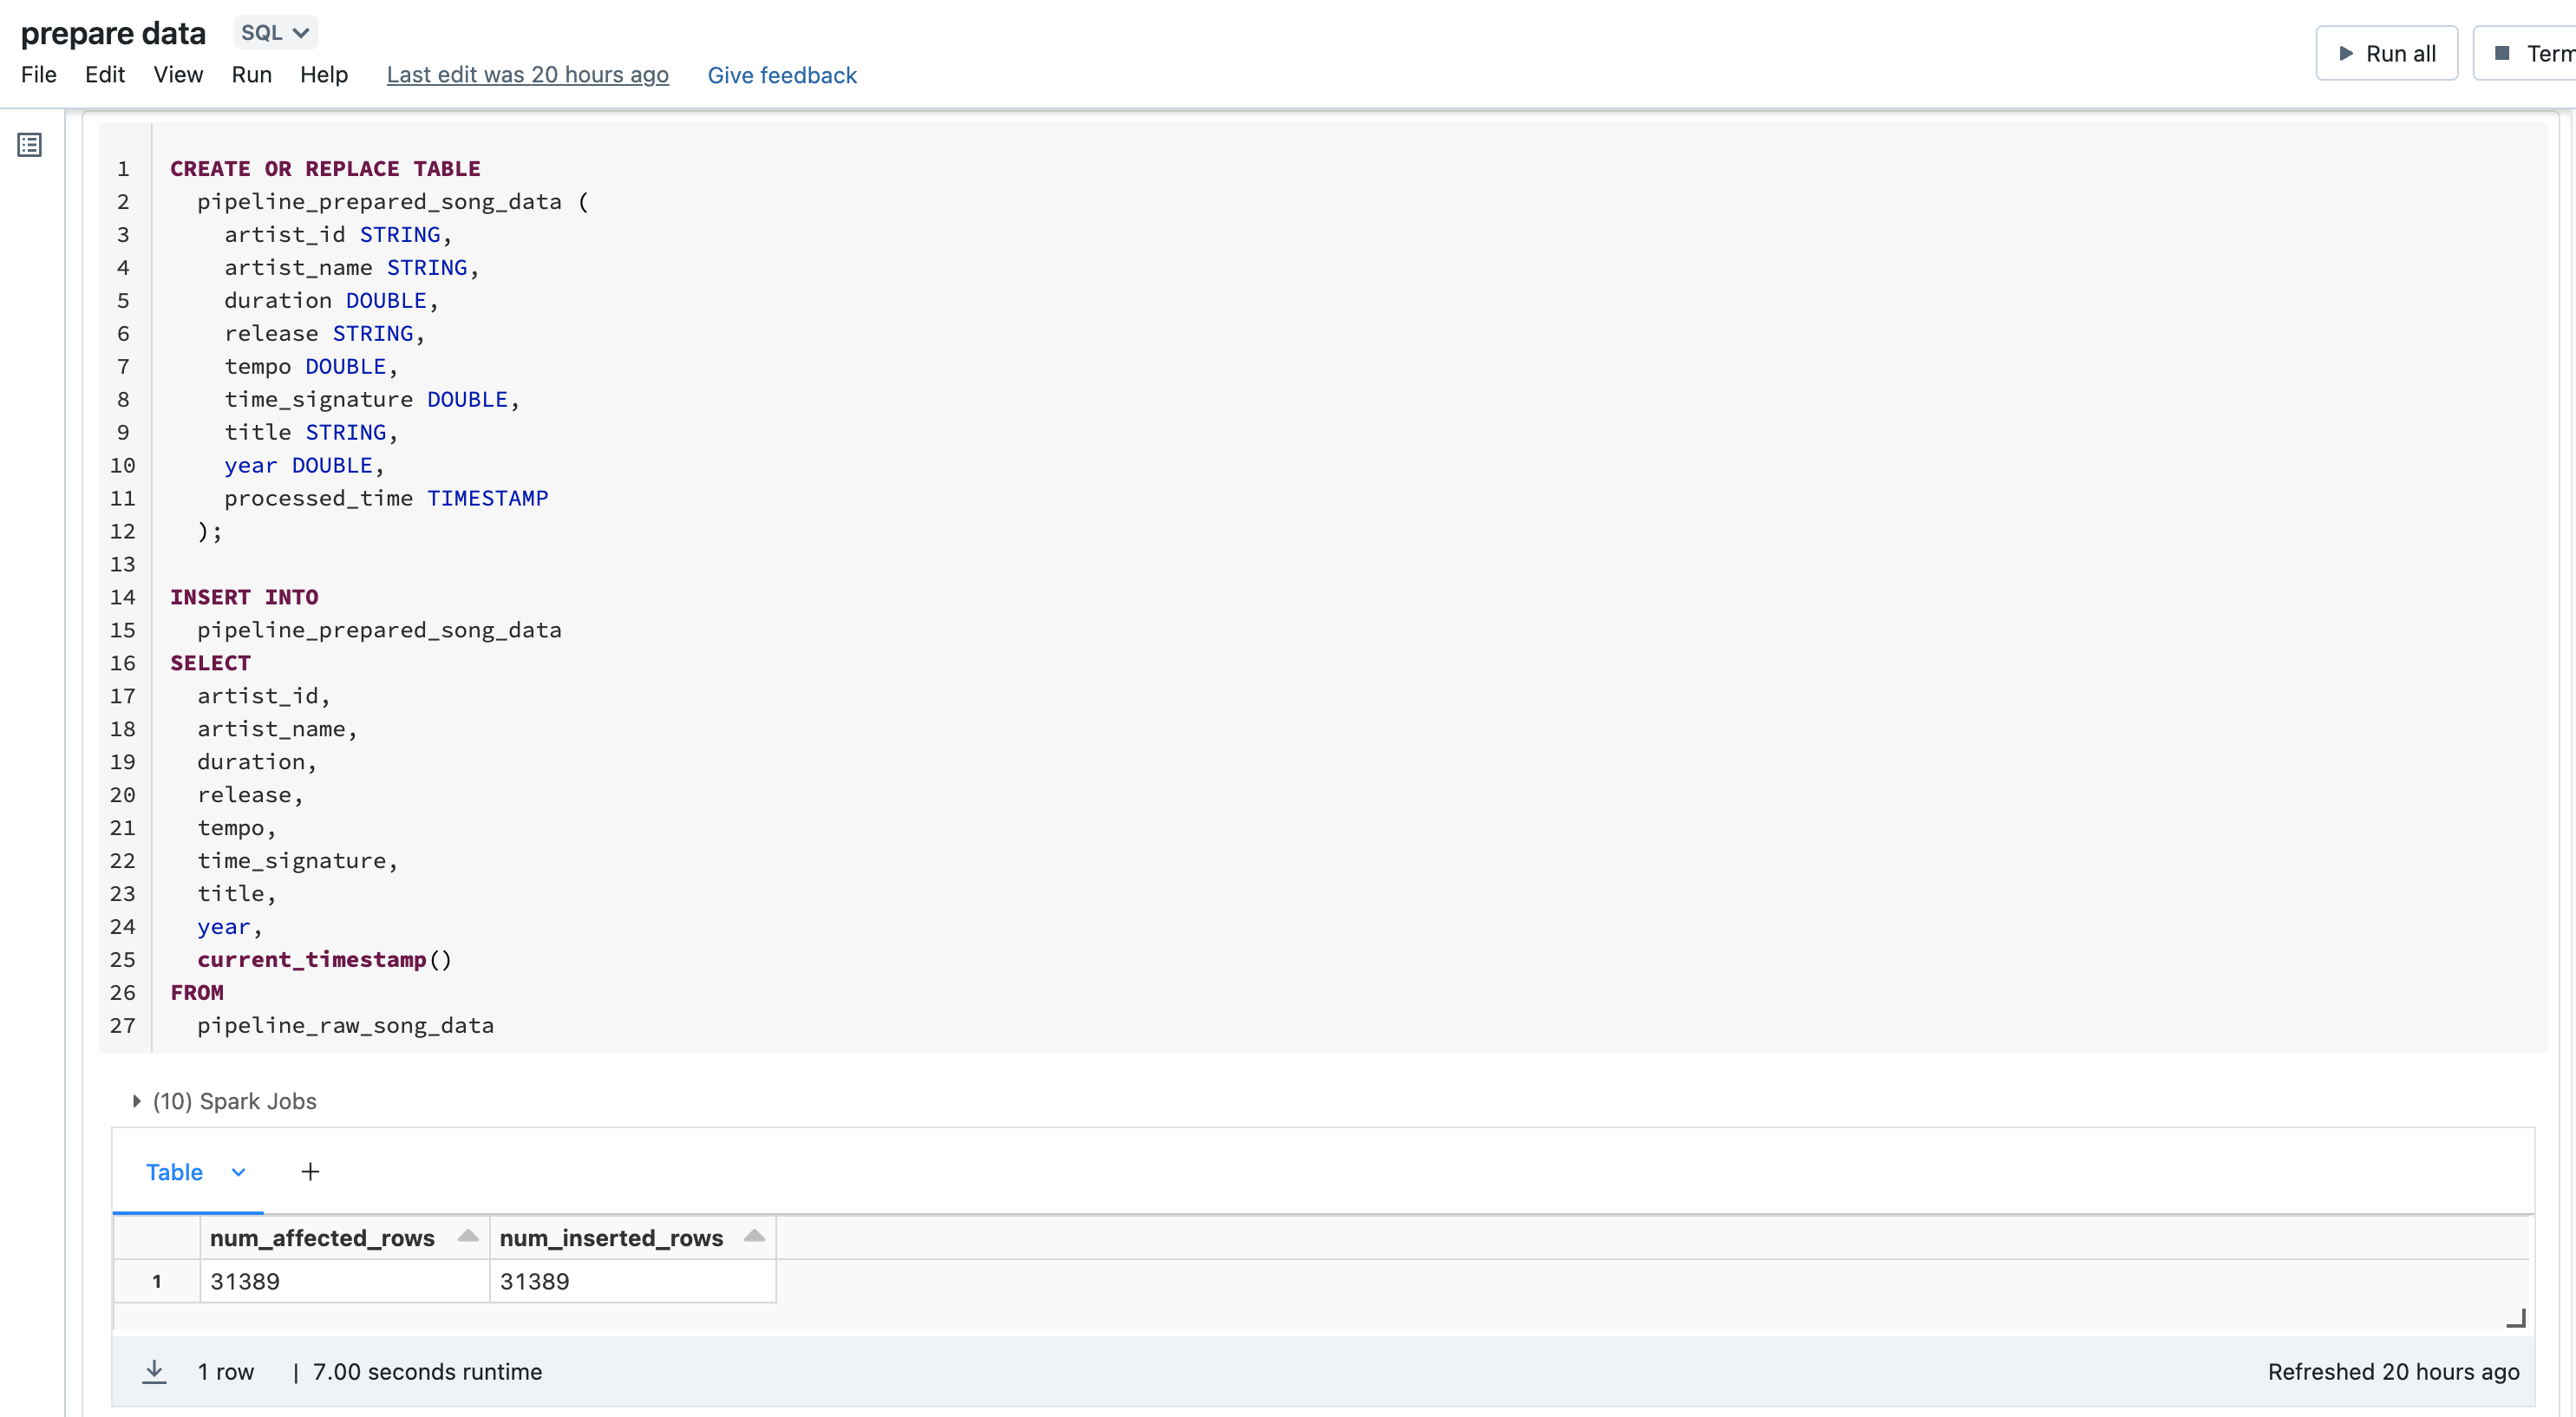 prepare data SQL
File Edit View Run Help Last edit was 20 hours ago Give feedback
Run all
1 CREATE OR REPLACE TABLE
2 pipeline_prepared_song_data (
3 artist_id STRING,
4 artist_name STRING,
5 duration DOUBLE,
6 release STRING,
7 tempo DOUBLE,
8 time_signature DOUBLE,
9 title STRING,
10 year DOUBLE,
11 processed_time TIMESTAMP
12 );
13
14 INSERT INTO
15 pipeline_prepared_song_data
16 SELECT
17 artist_id,
18 artist_name,
19 duration,
20 release,
21 tempo,
22 time_signature,
23 title,
24 year,
25 current_timestamp()
26 FROM
27 pipeline_raw_song_data
(10) Spark Jobs
Table +
num_affected_rows num_inserted_rows
1 31389 31389
1 row | 7.00 seconds runtime Refreshed 20 hours ago